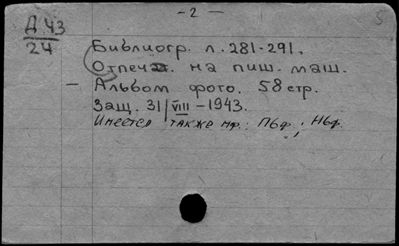 - 2 -
Д 43
24
Библиогр. л. 281-291.
Отпечат. на пиш. маш.
- Альбом фото. 58 стр.
Защ. 31/VIII - 1943.
Имеется также мф: Пбф; Нбф.